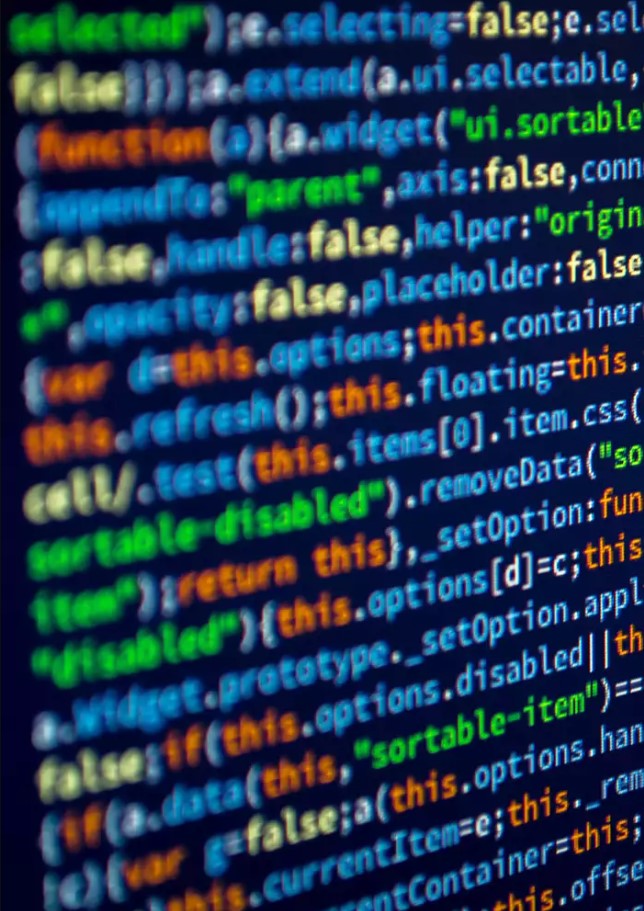 selected");e.selecting=false;e.sel
false}});a.extend(a.ui.selectable,
(function(a){a.widget("ui.sortable
{appendTo:"parent",axis:false,conn
:false,handle:false,helper:"origin
",opacity:false,placeholder:false
{var d=this.options;this.container
this.refresh();this.floating=this.
cell/.test(this.items[0].item.css(
sortable-disabled").removeData("so
item");return this},_setOption:fun
"disabled"){this.options[d]=c;this
a.Widget.prototype._setOption.appl
false;if(this.options.disabled||th
{if(a.data(this,"sortable-item")==
;c){var g=false;a(this.options.han
this.currentItem=e;this._rem
rentContainer=this;
this.offse